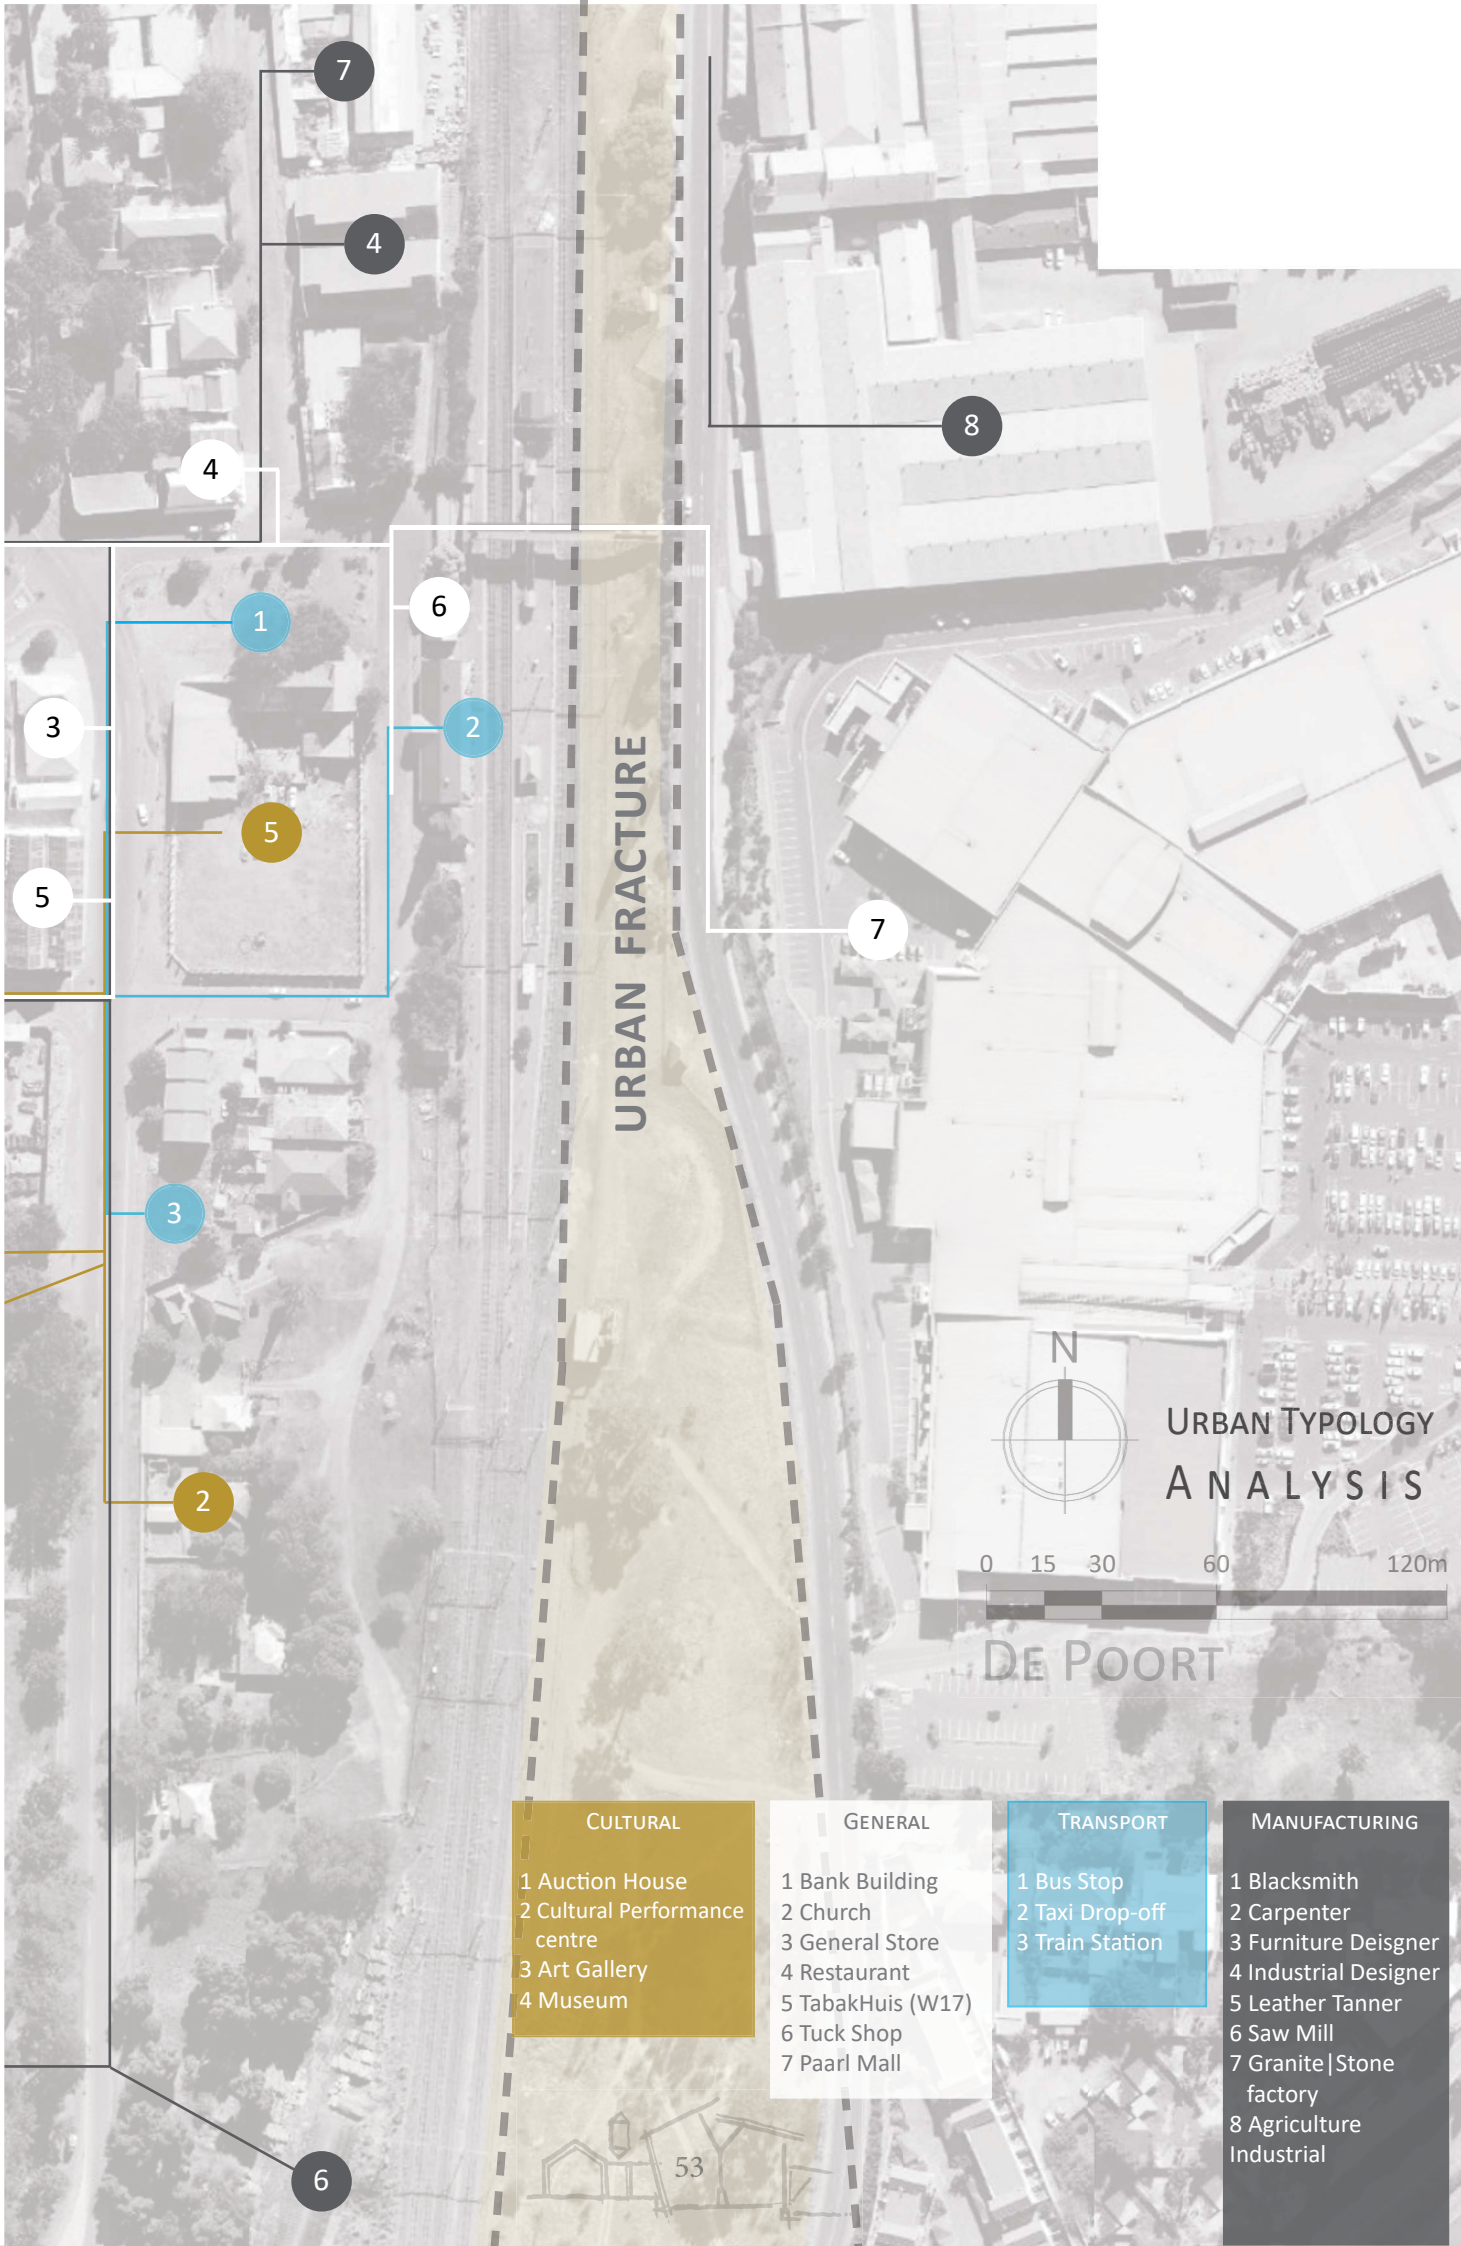 7
4
8
4
6
1
3
2
5
5
7
URBAN FRACTURE
3
2
N
URBAN TYPOLOGY
ANALYSIS
0 15 30 60 120m
DE POORT
CULTURAL
1 Auction House
2 Cultural Performance
centre
3 Art Gallery
4 Museum
GENERAL
1 Bank Building
2 Church
3 General Store
4 Restaurant
5 TabakHuis (W17)
6 Tuck Shop
7 Paarl Mall
TRANSPORT
1 Bus Stop
2 Taxi Drop-off
3 Train Station
MANUFACTURING
1 Blacksmith
2 Carpenter
3 Furniture Deisgner
4 Industrial Designer
5 Leather Tanner
6 Saw Mill
7 Granite|Stone
factory
8 Agriculture
Industrial
6
53